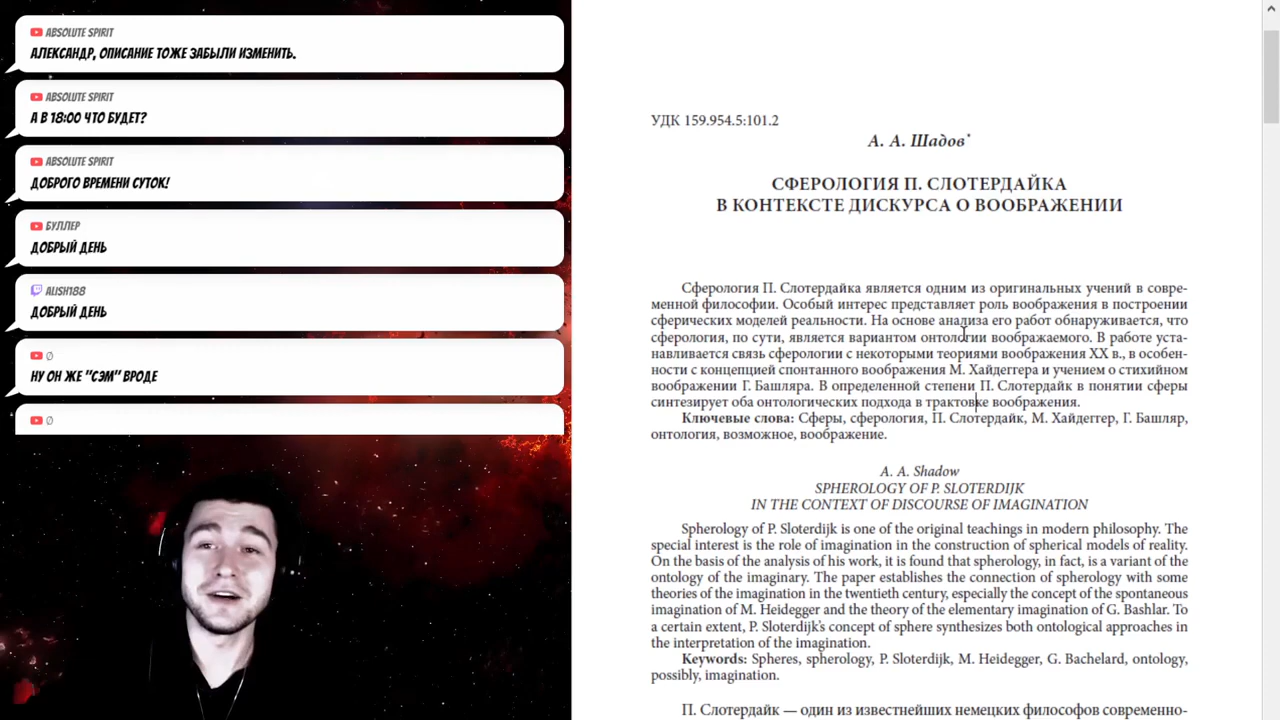 ABSOLUTE SPIRIT
АЛЕКСАНДР, ОПИСАНИЕ ТОЖЕ ЗАБЫЛИ ИЗМЕНИТЬ.
ABSOLUTE SPIRIT
А В 18:00 ЧТО БУДЕТ?
ABSOLUTE SPIRIT
ДОБРОГО ВРЕМЕНИ СУТОК!
БУЛЛЕР
ДОБРЫЙ ДЕНЬ
ALISH188
ДОБРЫЙ ДЕНЬ
Ø
НУ ОН ЖЕ "СЭМ" ВРОДЕ
Ø
УДК 159.954.5:101.2
А. А. Шадов*
СФЕРОЛОГИЯ П. СЛОТЕРДАЙКА
В КОНТЕКСТЕ ДИСКУРСА О ВООБРАЖЕНИИ
Сферология П. Слотердайка является одним из оригинальных учений в совре-
менной философии. Особый интерес представляет роль воображения в построении
сферических моделей реальности. На основе анализа его работ обнаруживается, что
сферология, по сути, является вариантом онтологии воображаемого. В работе уста-
навливается связь сферологии с некоторыми теориями воображения XX в., в особен-
ности с концепцией спонтанного воображения М. Хайдеггера и учением о стихийном
воображении Г. Башляра. В определенной степени П. Слотердайк в понятии сферы
синтезирует оба онтологических подхода в трактовке воображения.
Ключевые слова: Сферы, сферология, П. Слотердайк, М. Хайдеггер, Г. Башляр,
онтология, возможное, воображение.
A. A. Shadow
SPHEROLOGY OF P. SLOTERDIJK
IN THE CONTEXT OF DISCOURSE OF IMAGINATION
Spherology of P. Sloterdijk is one of the original teachings in modern philosophy. The
special interest is the role of imagination in the construction of spherical models of reality.
On the basis of the analysis of his work, it is found that spherology, in fact, is a variant of the
ontology of the imaginary. The paper establishes the connection of spherology with some
theories of the imagination in the twentieth century, especially the concept of the spontaneous
imagination of M. Heidegger and the theory of the elementary imagination of G. Bashlar. To
a certain extent, P. Sloterdijk's concept of sphere synthesizes both ontological approaches in
the interpretation of the imagination.
Keywords: Spheres, spherology, P. Sloterdijk, M. Heidegger, G. Bachelard, ontology,
possibly, imagination.
П. Слотердайк — один из известнейших немецких философов современно-